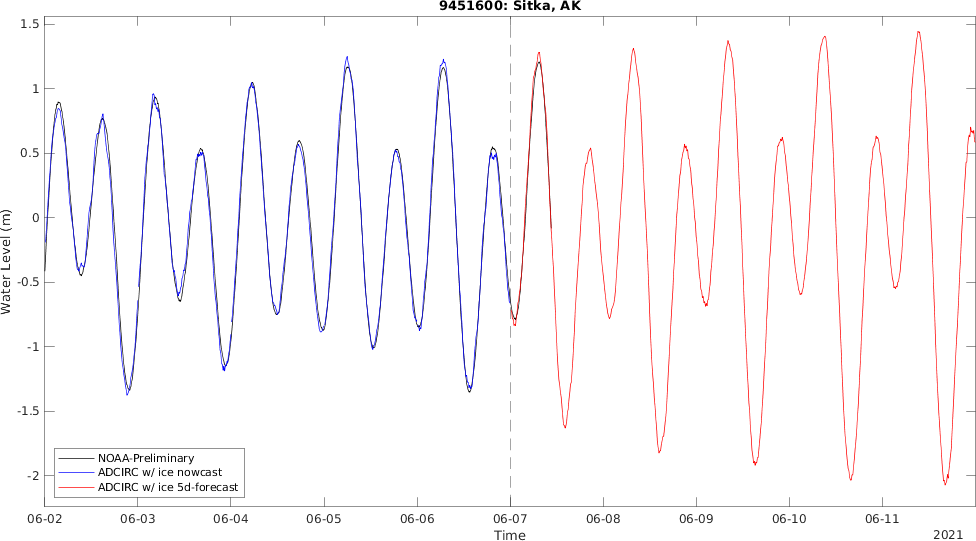 9451600: Sitka, AK
1.5
1
0.5
0
-0.5
-1
-1.5
-2
Water Level (m)
NOAA-Preliminary
ADCIRC w/ ice nowcast
ADCIRC w/ ice 5d-forecast
06-02 06-03 06-04 06-05 06-06 06-07 06-08 06-09 06-10 06-11
Time
2021